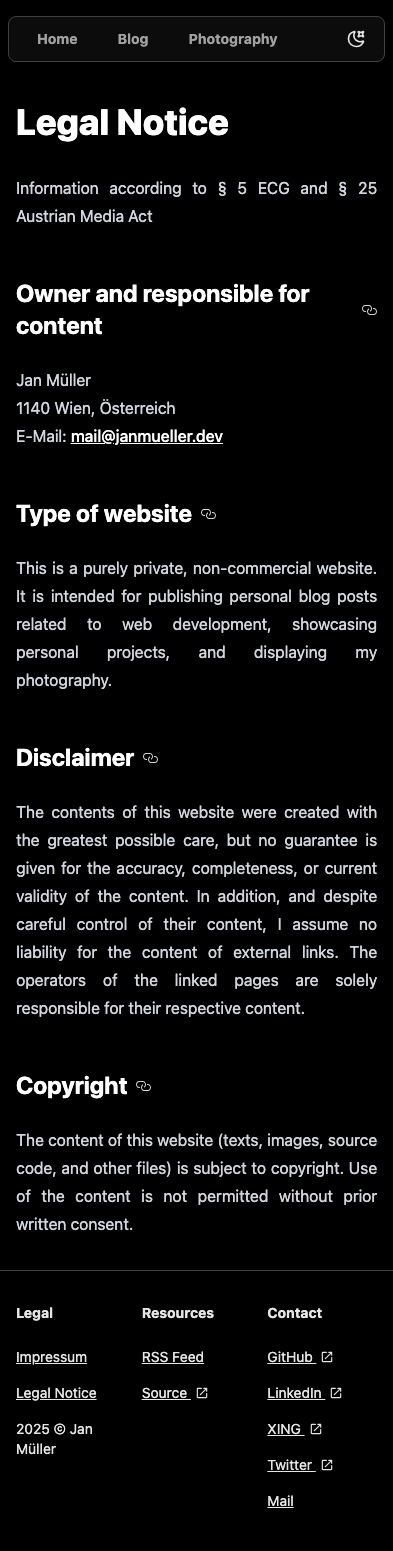 Home Blog Photography
Legal Notice
Information according to § 5 ECG and § 25
Austrian Media Act
Owner and responsible for
content
Jan Müller
1140 Wien, Österreich
E-Mail: mail@janmueller.dev
Type of website
This is a purely private, non-commercial website.
It is intended for publishing personal blog posts
related to web development, showcasing
personal projects, and displaying my
photography.
Disclaimer
The contents of this website were created with
the greatest possible care, but no guarantee is
given for the accuracy, completeness, or current
validity of the content. In addition, and despite
careful control of their content, I assume no
liability for the content of external links. The
operators of the linked pages are solely
responsible for their respective content.
Copyright
The content of this website (texts, images, source
code, and other files) is subject to copyright. Use
of the content is not permitted without prior
written consent.
Legal
Impressum
Legal Notice
2025 © Jan
Müller
Resources
RSS Feed
Source
Contact
GitHub
LinkedIn
XING
Twitter
Mail